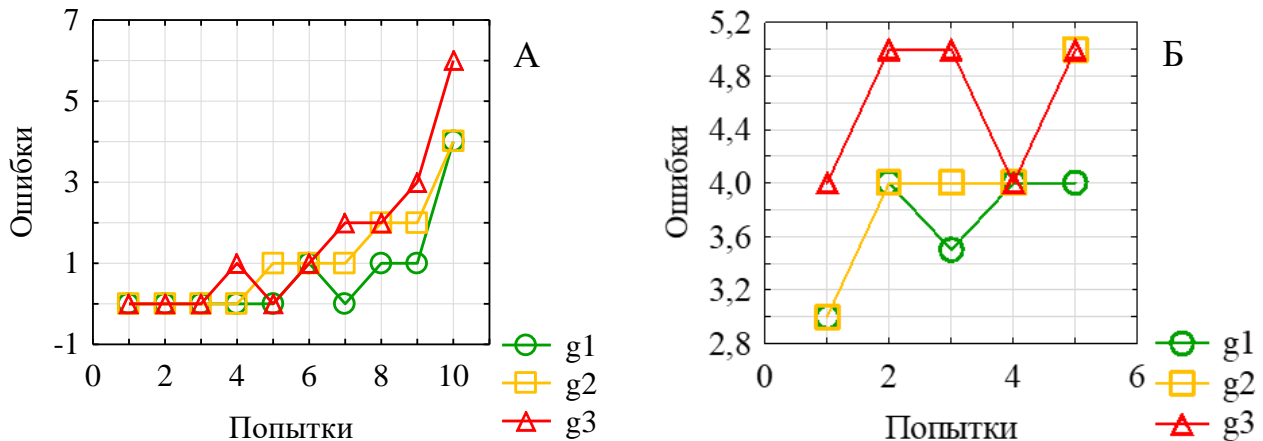 А
Ошибки
7
5
3
1
-1
0 2 4 6 8 10
Попытки
g1
g2
g3
Б
Ошибки
5,2
4,8
4,4
4,0
3,6
3,2
2,8
0 2 4 6
Попытки
g1
g2
g3